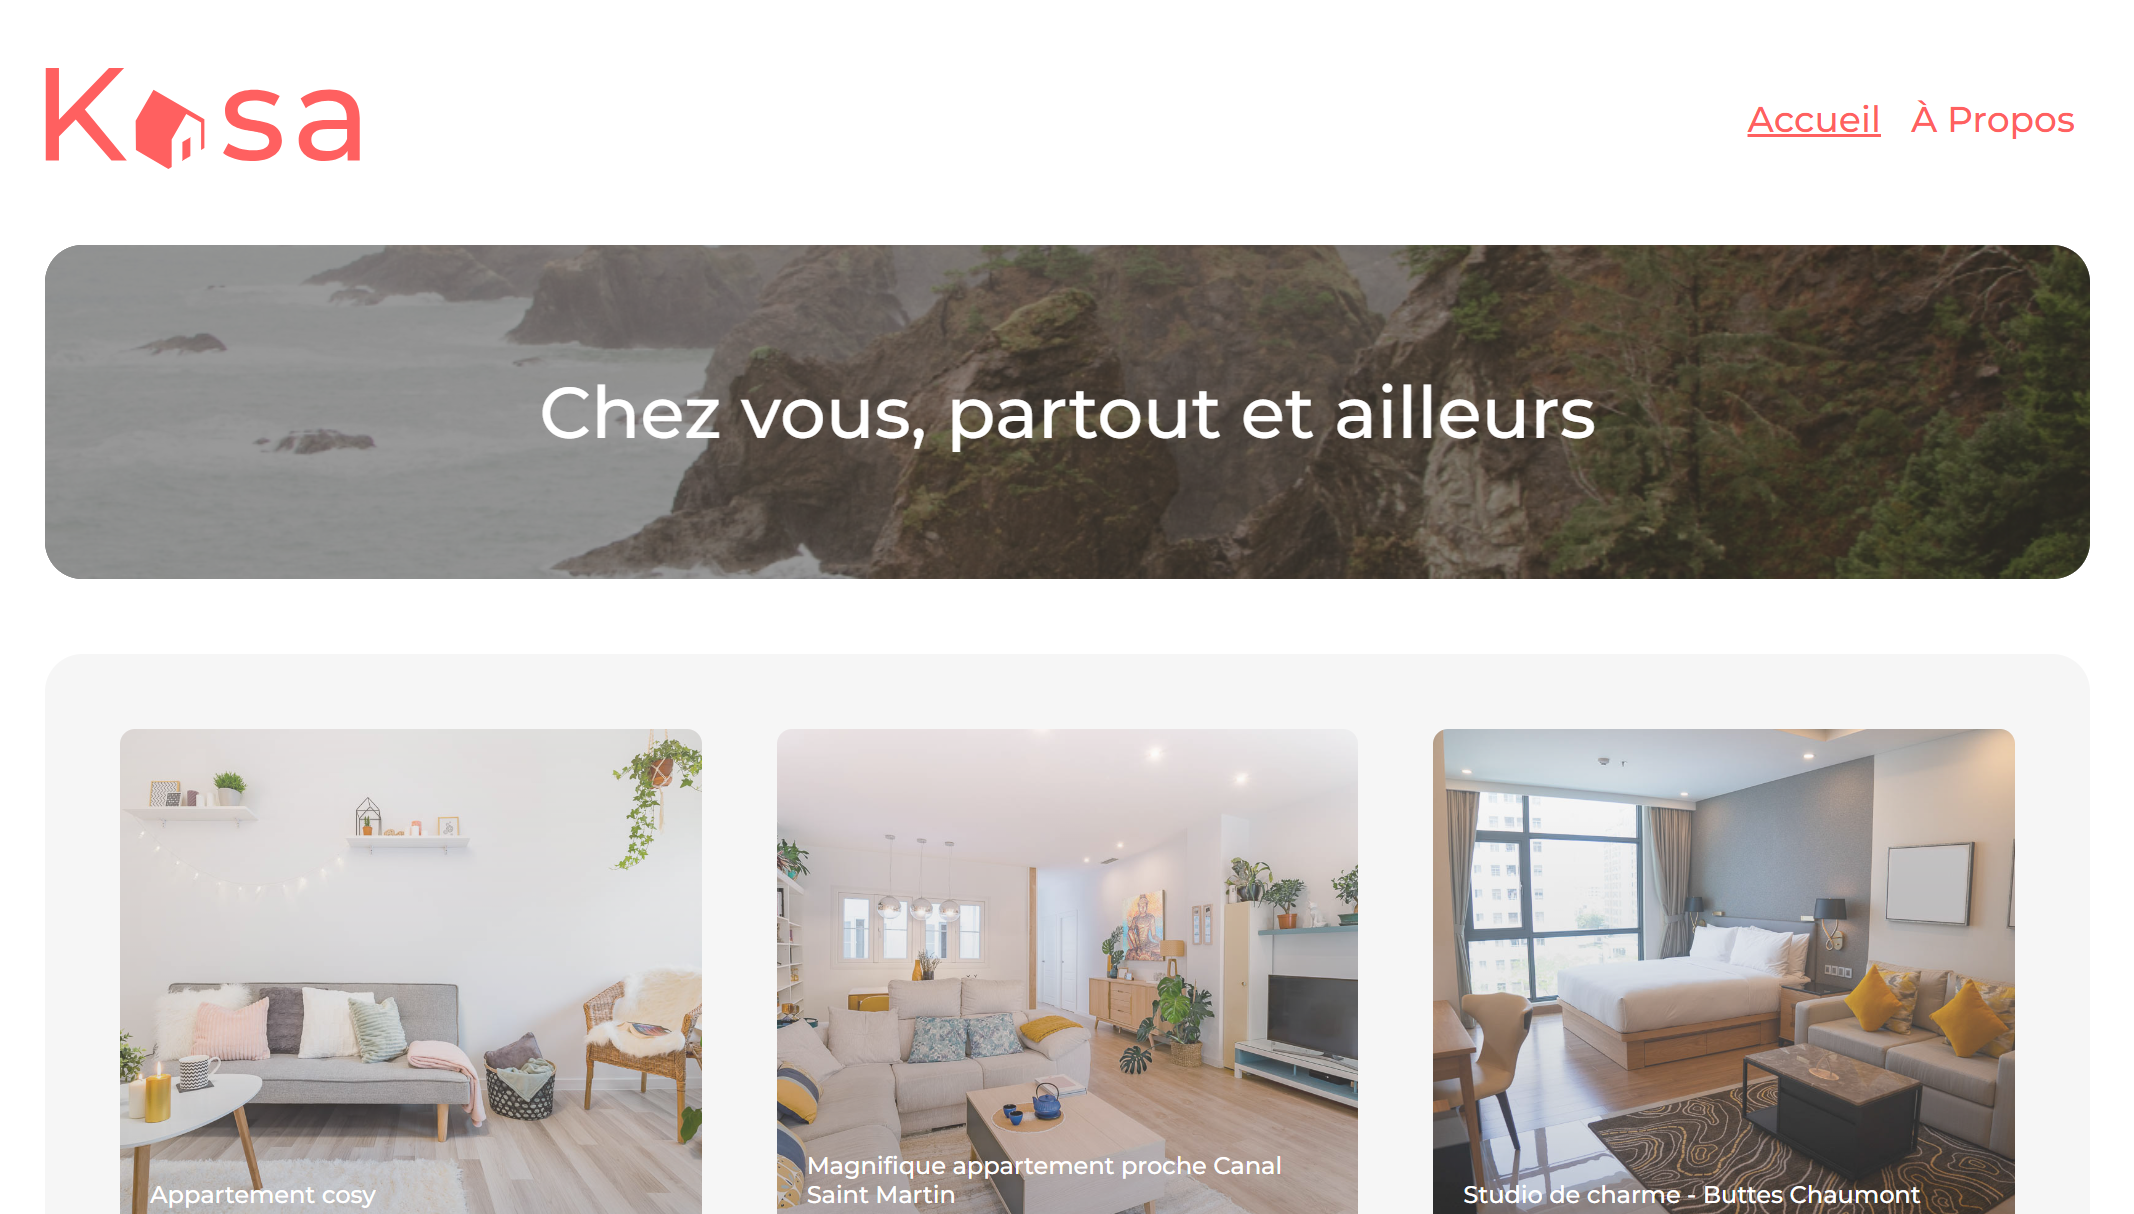 Kasa
Accueil À Propos
Chez vous, partout et ailleurs
Appartement cosy
Magnifique appartement proche Canal
Saint Martin
Studio de charme - Buttes Chaumont